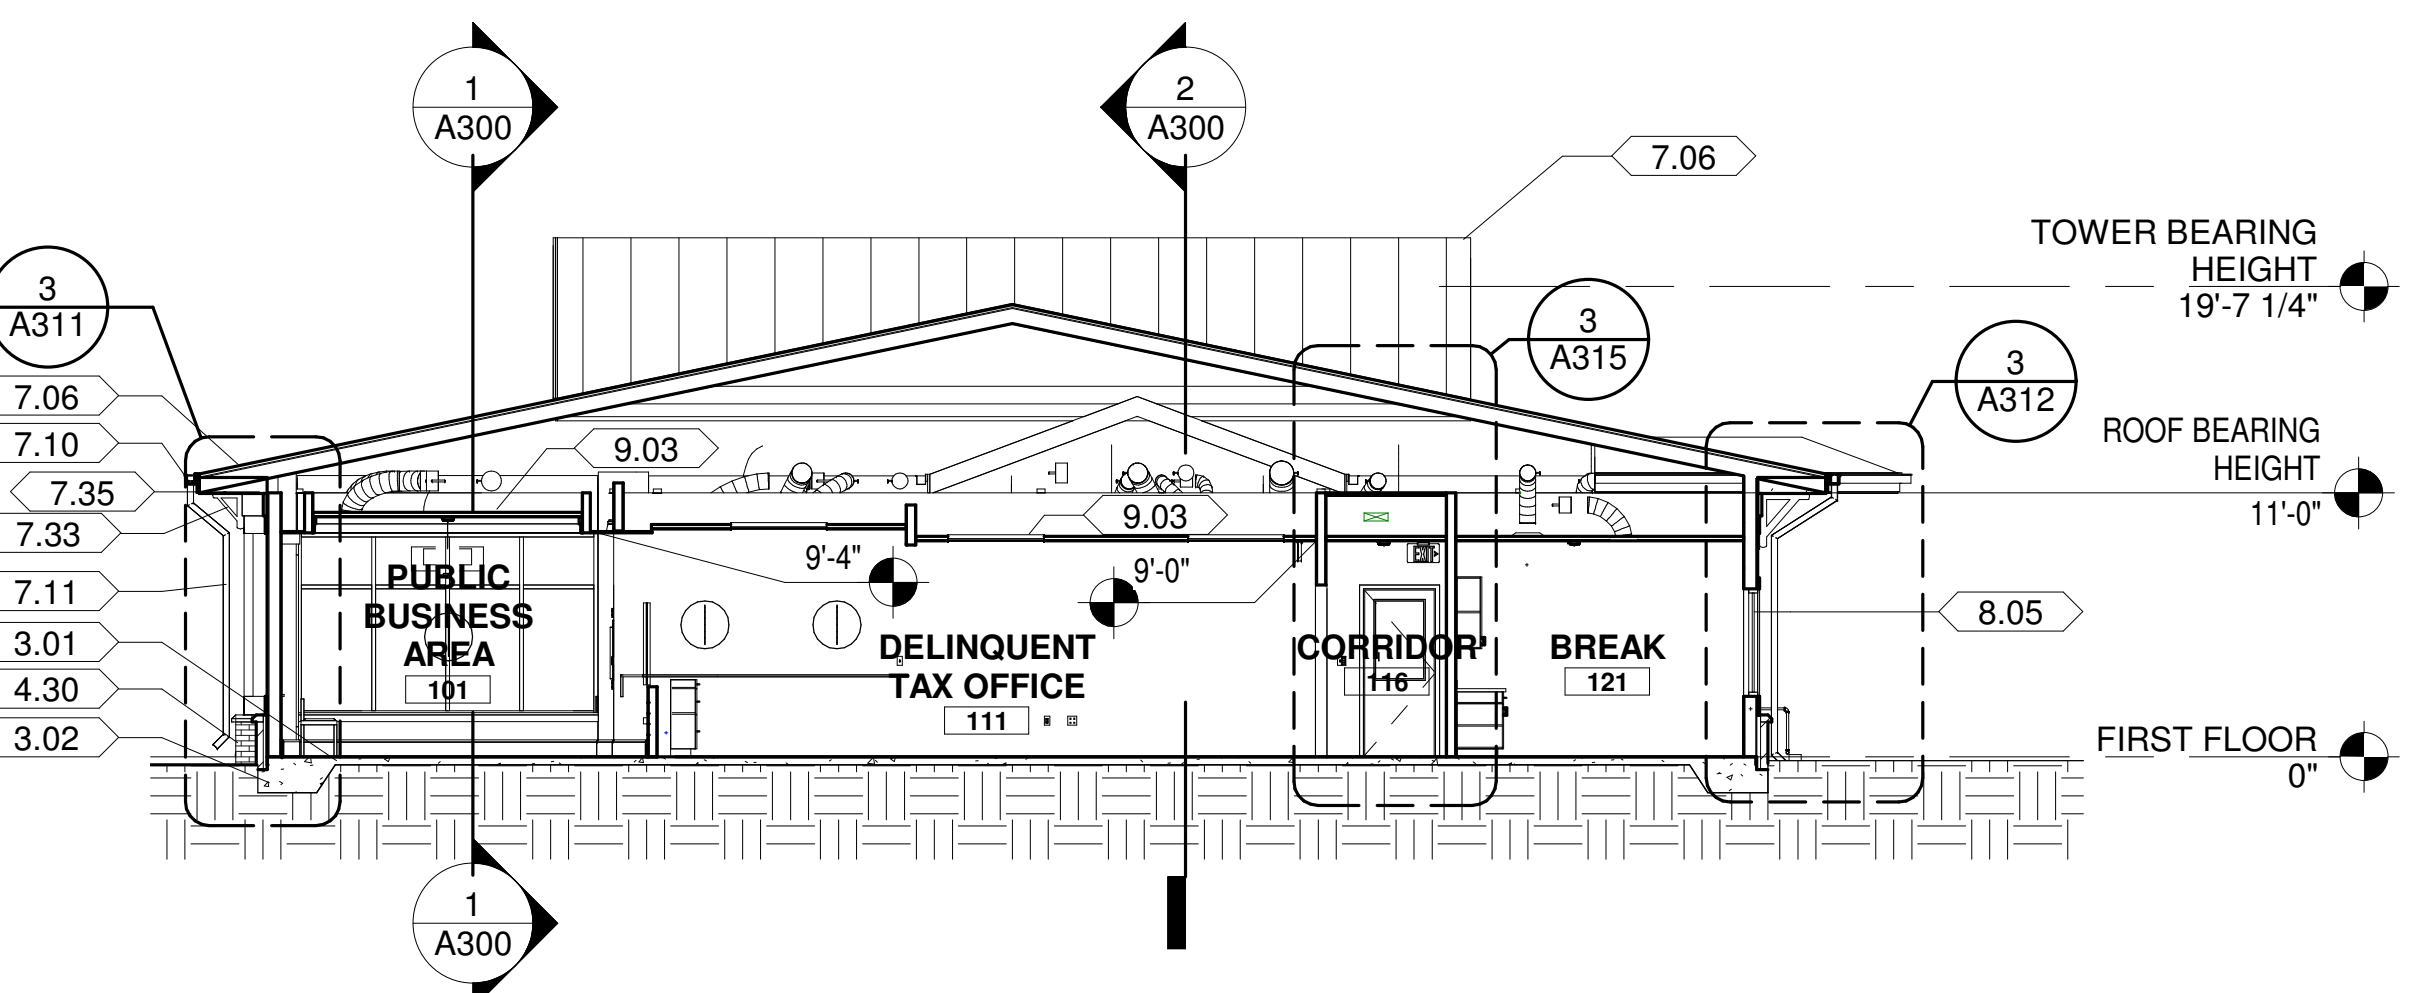 1
A300
2
A300
7.06
TOWER BEARING
HEIGHT
19'-7 1/4"
3
A311
3
A315
3
A312
7.06
7.10
7.35
7.33
7.11
3.01
4.30
3.02
9.03
9.03
ROOF BEARING
HEIGHT
11'-0"
9'-4"
9'-0"
EXIT
PUBLIC
BUSINESS
AREA
101
DELINQUENT
TAX OFFICE
111
CORRIDOR
116
BREAK
121
8.05
FIRST FLOOR
0"
1
A300